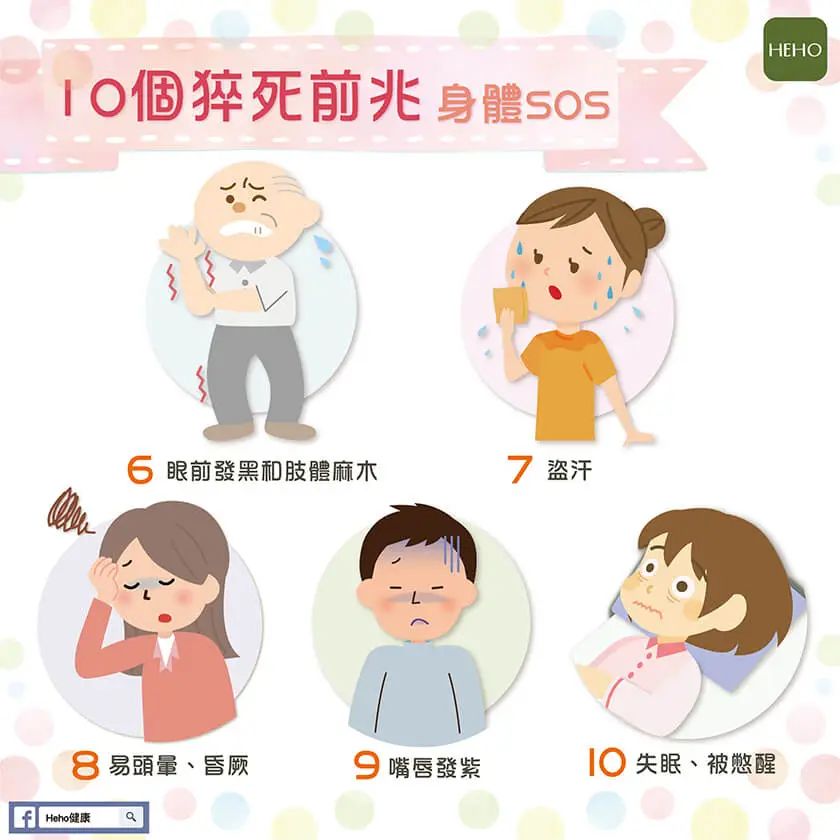 HEHO
10個猝死前兆 身體SOS
6 眼前發黑和肢體麻木
7 盜汗
8 易頭暈、昏厥
9 嘴唇發紫
10 失眠、被憋醒
f Heho健康